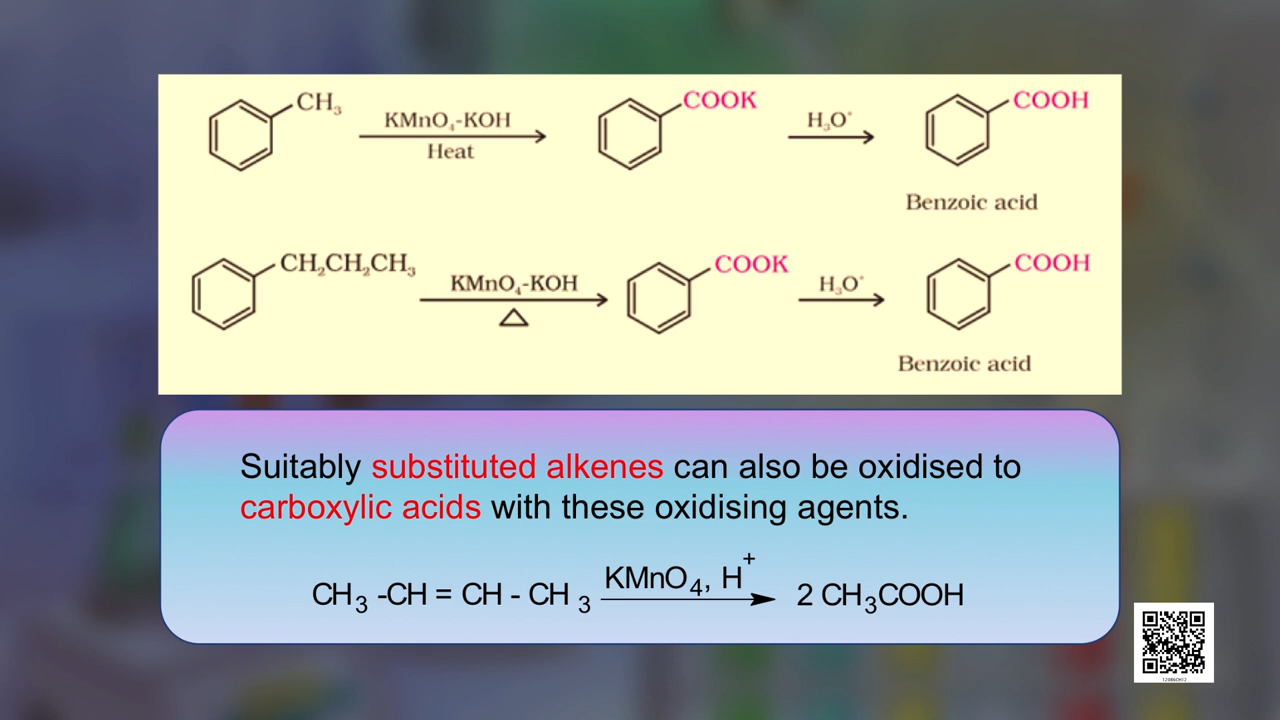 CH₃ KMnO₄-KOH COOK H₃O⁺ COOH
Heat
Benzoic acid
CH₂CH₂CH₃ KMnO₄-KOH COOK H₃O⁺ COOH
△
Benzoic acid
Suitably substituted alkenes can also be oxidised to
carboxylic acids with these oxidising agents.
CH₃ -CH = CH - CH ₃ KMnO₄, H⁺ 2 CH₃COOH
12086CH12